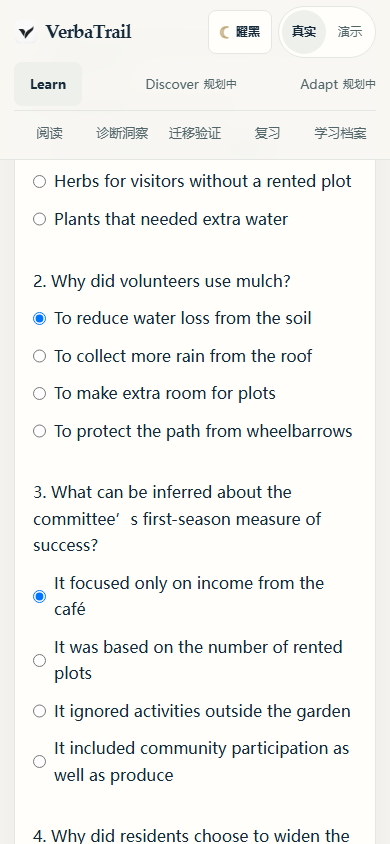 VerbaTrail
曜黑
真实
演示
Learn
Discover 规划中
Adapt 规划中
阅读
诊断洞察
迁移验证
复习
学习档案
Herbs for visitors without a rented plot
Plants that needed extra water
2. Why did volunteers use mulch?
To reduce water loss from the soil
To collect more rain from the roof
To make extra room for plots
To protect the path from wheelbarrows
3. What can be inferred about the
committee’s first-season measure of
success?
It focused only on income from the
café
It was based on the number of rented
plots
It ignored activities outside the garden
It included community participation as
well as produce
4. Why did residents choose to widen the